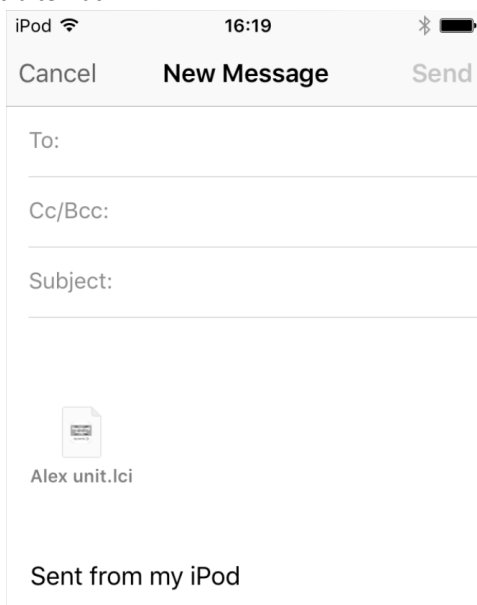 iPod 16:19
Cancel New Message Send
To:
Cc/Bcc:
Subject:
Alex unit.lci
Sent from my iPod